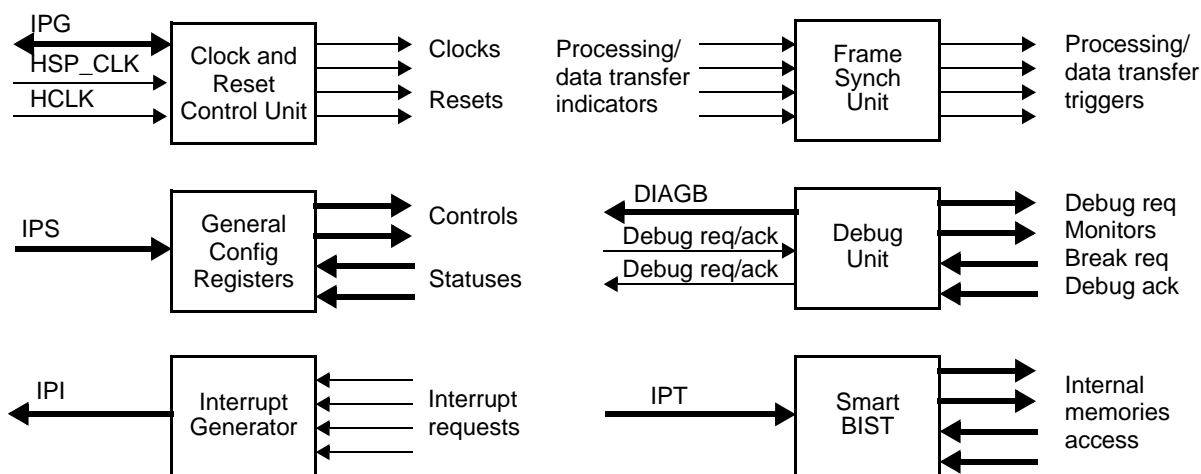 IPG
HSP_CLK
HCLK
Clock and
Reset
Control Unit
Clocks
Resets
Processing/
data transfer
indicators
Frame
Synch
Unit
Processing/
data transfer
triggers
IPS
General
Config
Registers
Controls
Statuses
DIAGB
Debug req/ack
Debug req/ack
Debug
Unit
Debug req
Monitors
Break req
Debug ack
IPI
Interrupt
Generator
Interrupt
requests
IPT
Smart
BIST
Internal
memories
access